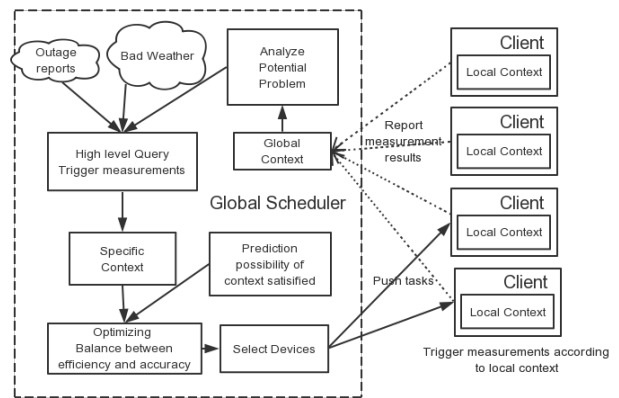 Outage
reports
Bad Weather
Analyze
Potential
Problem
High level Query
Trigger measurements
Global
Context
Global Scheduler
Specific
Context
Prediction
possibility of
context satisified
Optimizing
Balance between
efficiency and accuracy
Select Devices
Report
measurement
results
Push tasks
Client
Local Context
Client
Local Context
Client
Local Context
Client
Local Context
Trigger measurements according
to local context